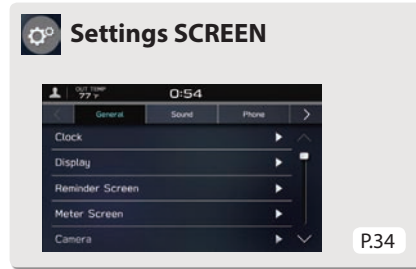 Settings SCREEN
OUT TEMP
77 °F
0:54
General Sound Phone
Clock
Display
Reminder Screen
Meter Screen
Camera
P.34